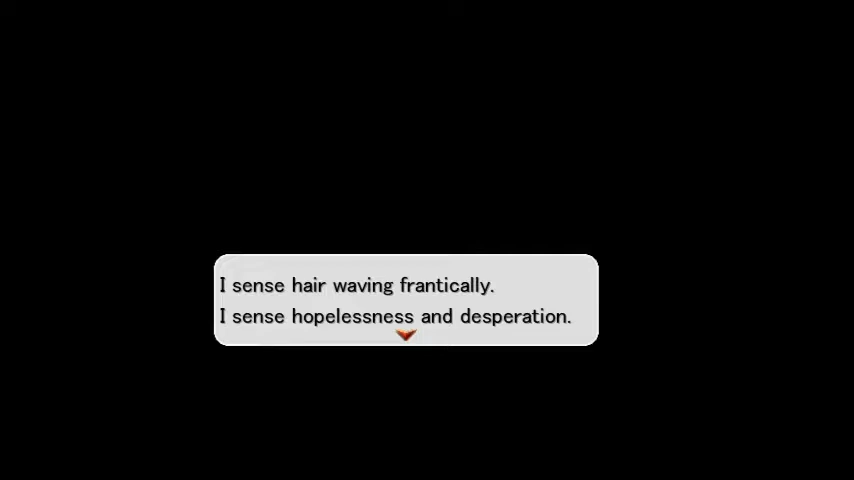 I sense hair waving frantically.
I sense hopelessness and desperation.